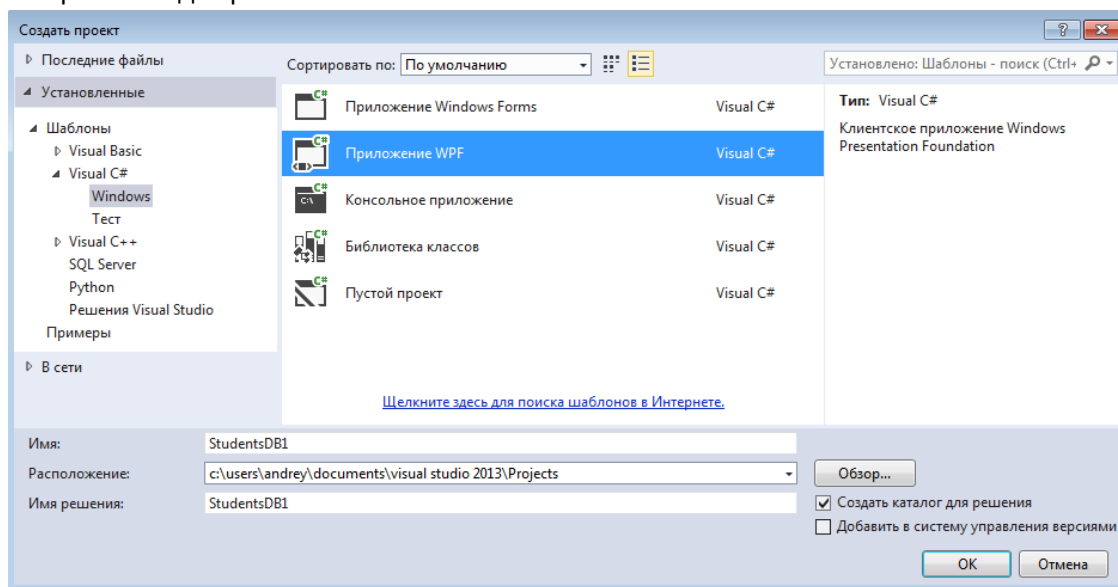 Создать проект
Последние файлы
Установленные
Шаблоны
Visual Basic
Visual C#
Windows
Тест
Visual C++
SQL Server
Python
Решения Visual Studio
Примеры
В сети
Сортировать по: По умолчанию
Приложение Windows Forms Visual C#
Приложение WPF Visual C#
Консольное приложение Visual C#
Библиотека классов Visual C#
Пустой проект Visual C#
Щелкните здесь для поиска шаблонов в Интернете.
Установлено: Шаблоны - поиск (Ctrl+
Тип: Visual C#
Клиентское приложение Windows
Presentation Foundation
Имя: StudentsDB1
Расположение: c:\users\andrey\documents\visual studio 2013\Projects
Обзор...
Имя решения: StudentsDB1
Создать каталог для решения
Добавить в систему управления версиями
OK Отмена